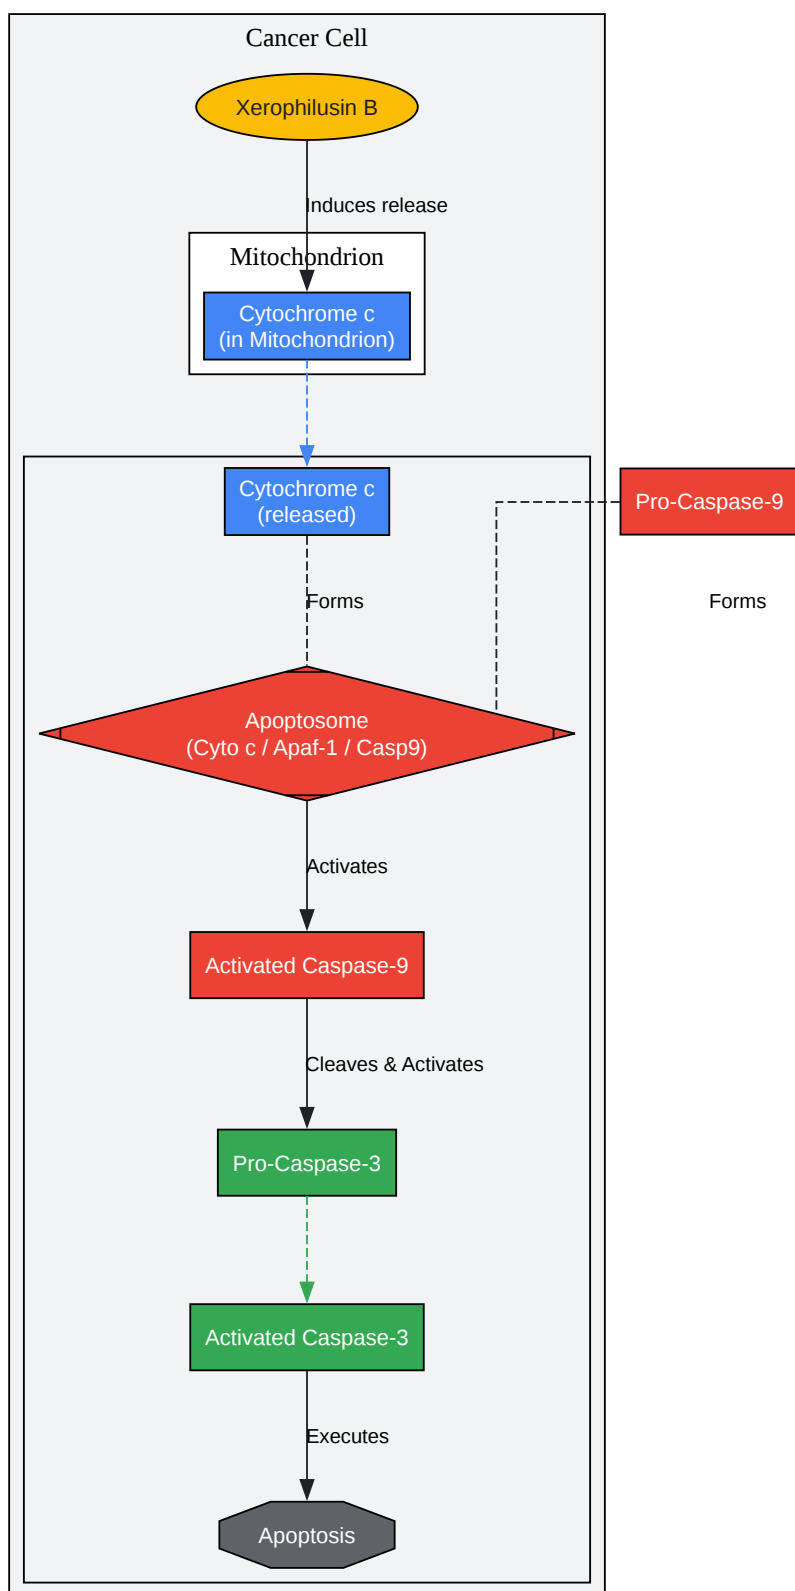 Cancer Cell
Xerophilusin B
Induces release
Mitochondrion
Cytochrome c
(in Mitochondrion)
Cytochrome c
(released)
Pro-Caspase-9
Forms
Forms
Apoptosome
(Cyto c / Apaf-1 / Casp9)
Activates
Activated Caspase-9
Cleaves & Activates
Pro-Caspase-3
Activated Caspase-3
Executes
Apoptosis